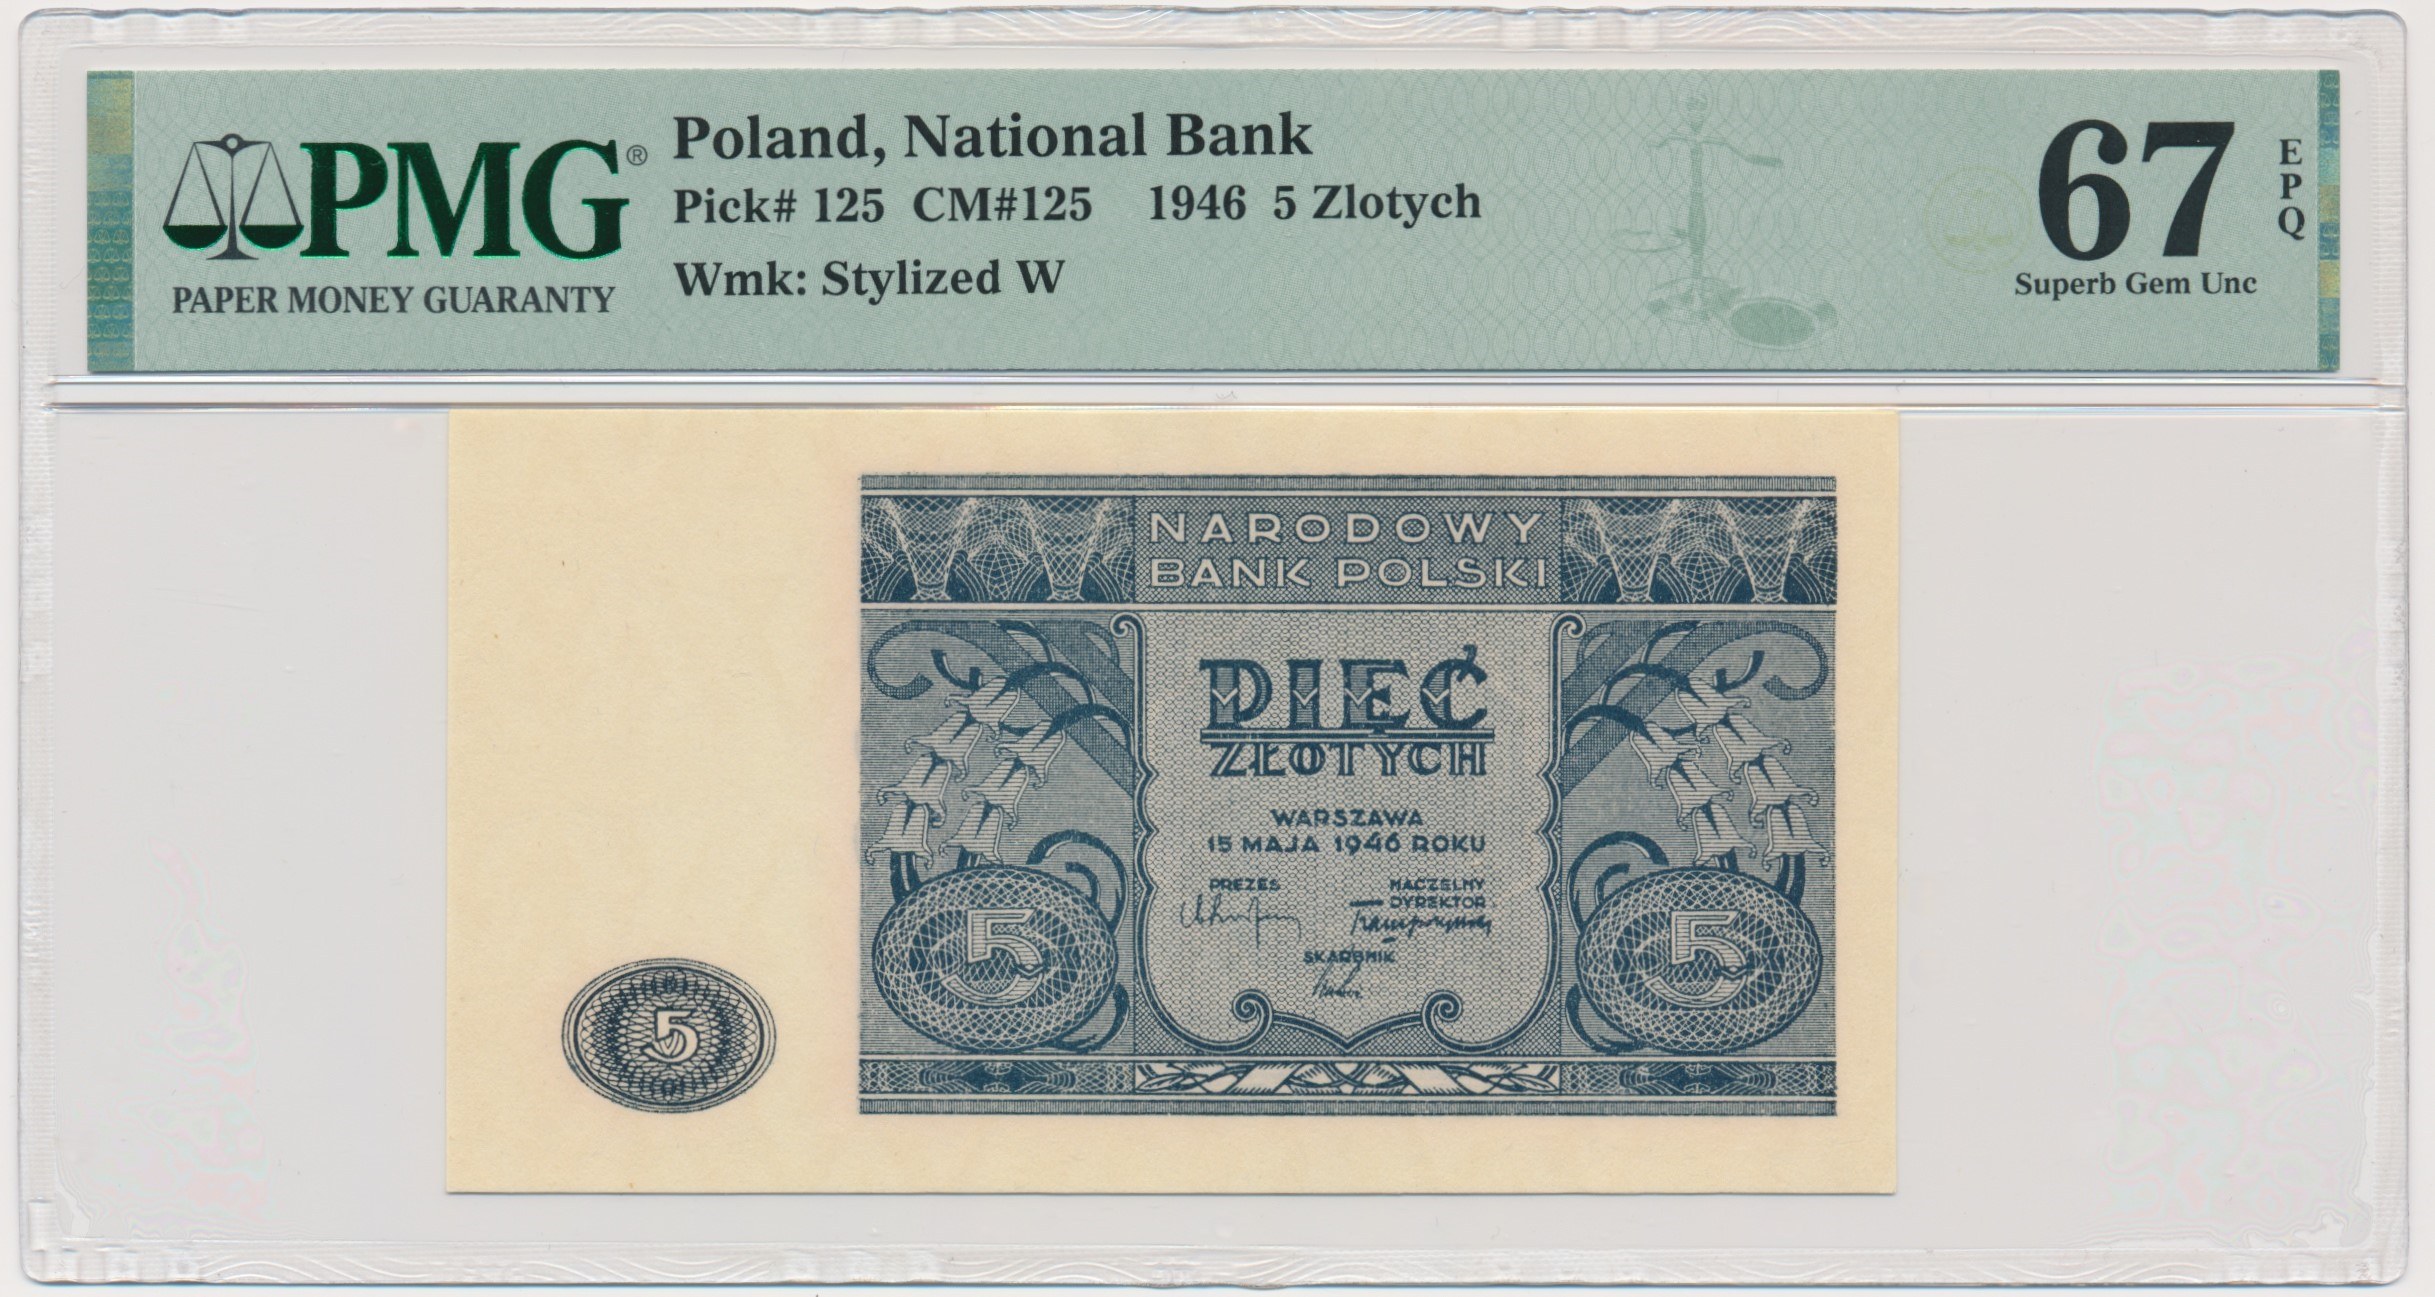 PMG®
PAPER MONEY GUARANTY
Poland, National Bank
Pick# 125 CM#125 1946 5 Zlotych
Wmk: Stylized W
67
EPQ
Superb Gem Unc
NARODOWY
BANK POLSKI
PIĘĆ
ZŁOTYCH
WARSZAWA
15 MAJA 1946 ROKU
PREZES
NACZELNY
DYREKTOR
SKARBNIK
5
5
5